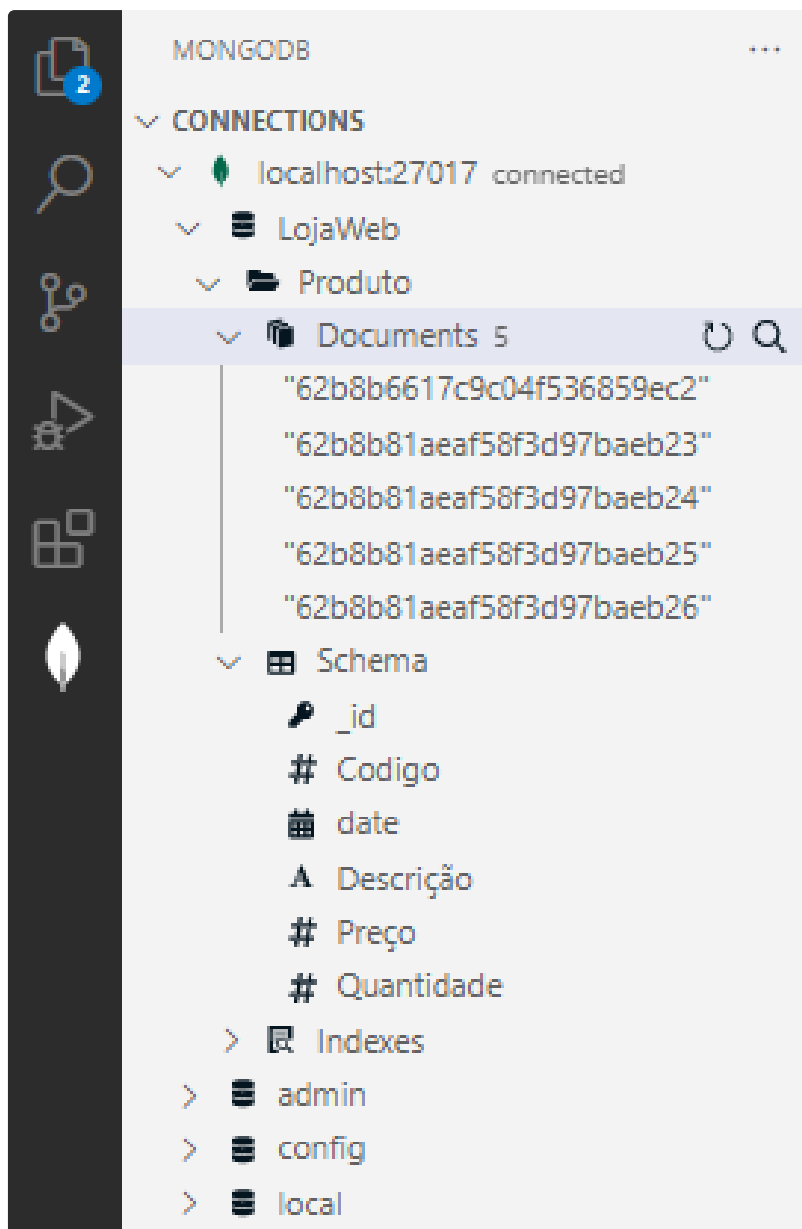 MONGODB ...
2
CONNECTIONS
localhost:27017 connected
LojaWeb
Produto
Documents 5
"62b8b6617c9c04f536859ec2"
"62b8b81aeaf58f3d97baeb23"
"62b8b81aeaf58f3d97baeb24"
"62b8b81aeaf58f3d97baeb25"
"62b8b81aeaf58f3d97baeb26"
Schema
_id
# Codigo
date
A Descrição
# Preço
# Quantidade
Indexes
admin
config
local